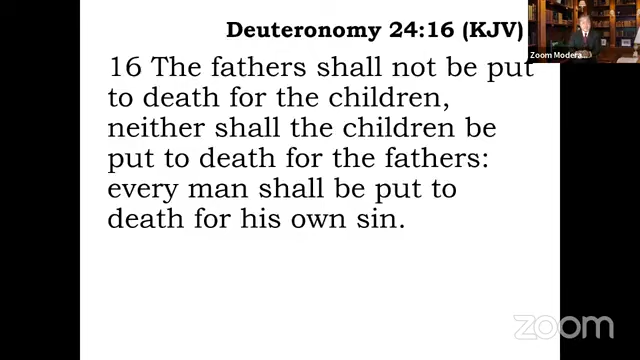 Deuteronomy 24:16 (KJV)
16 The fathers shall not be put
to death for the children,
neither shall the children be
put to death for the fathers:
every man shall be put to
death for his own sin.
Zoom Modera...
zoom